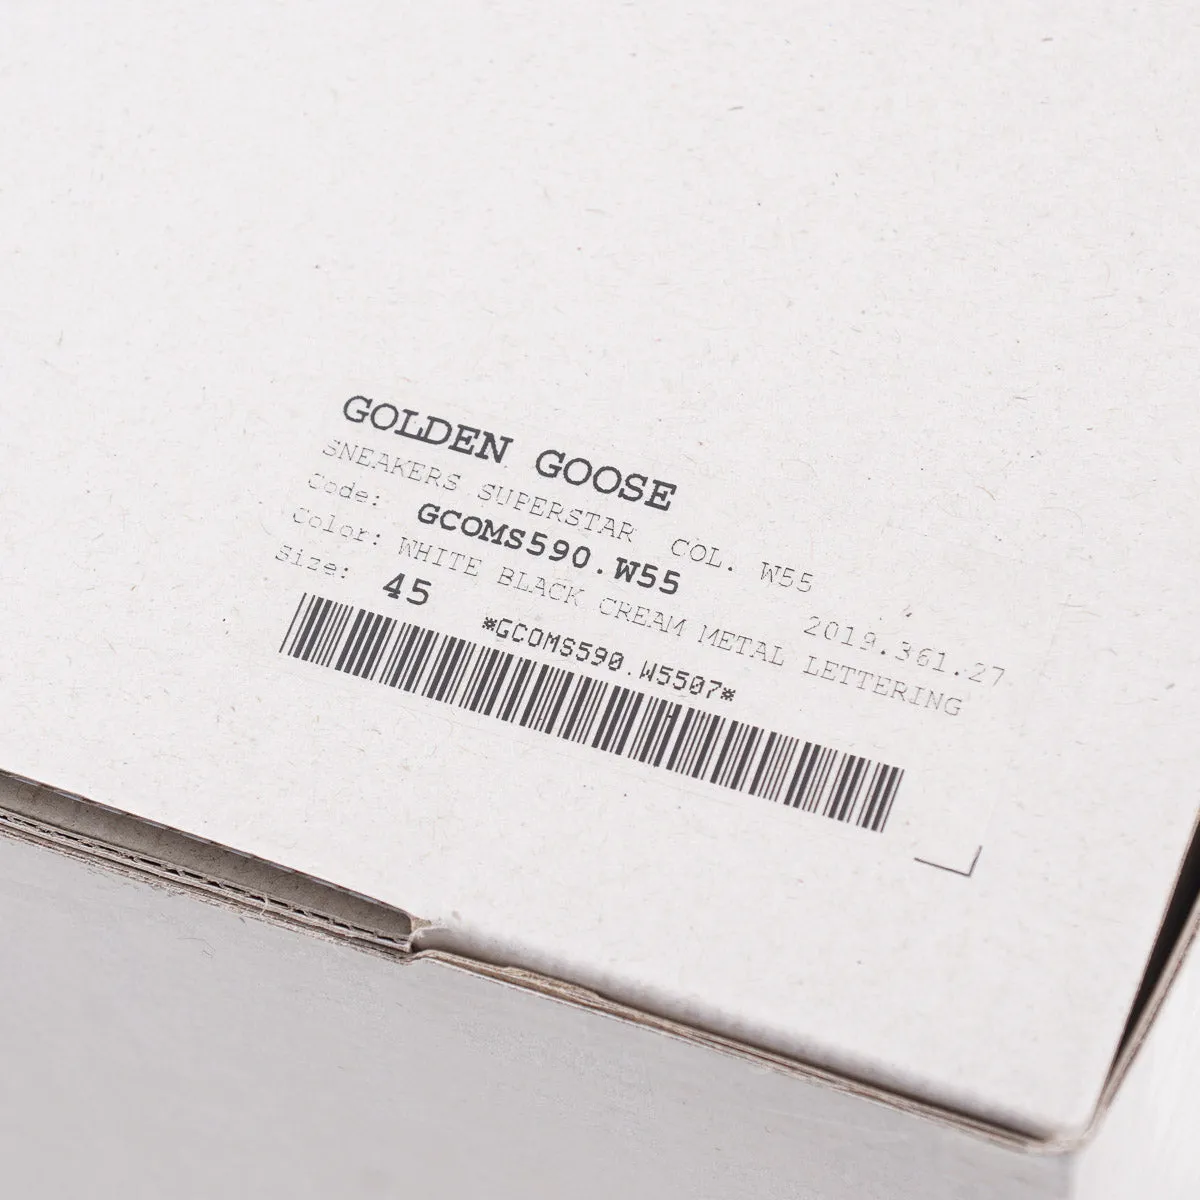 GOLDEN GOOSE
SNEAKERS SUPERSTAR COL. W55
Code: GCOMS590.W55 2019.361.27
Color: WHITE BLACK CREAM METAL LETTERING
Size: 45
*GCOMS590.W5507*